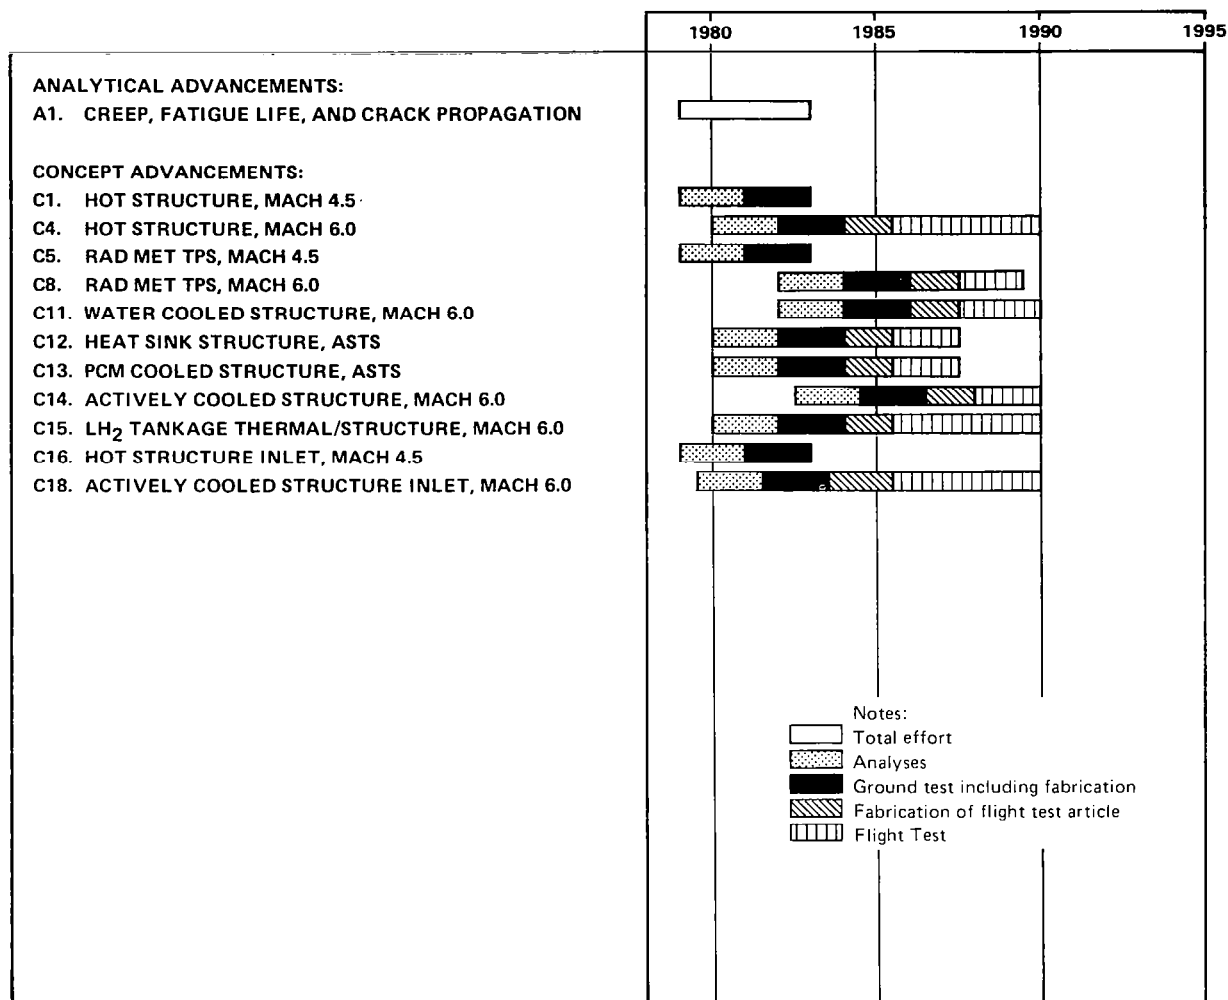 1980 1985 1990 1995
ANALYTICAL ADVANCEMENTS:
A1. CREEP, FATIGUE LIFE, AND CRACK PROPAGATION
CONCEPT ADVANCEMENTS:
C1. HOT STRUCTURE, MACH 4.5
C4. HOT STRUCTURE, MACH 6.0
C5. RAD MET TPS, MACH 4.5
C8. RAD MET TPS, MACH 6.0
C11. WATER COOLED STRUCTURE, MACH 6.0
C12. HEAT SINK STRUCTURE, ASTS
C13. PCM COOLED STRUCTURE, ASTS
C14. ACTIVELY COOLED STRUCTURE, MACH 6.0
C15. LH₂ TANKAGE THERMAL/STRUCTURE, MACH 6.0
C16. HOT STRUCTURE INLET, MACH 4.5
C18. ACTIVELY COOLED STRUCTURE INLET, MACH 6.0
Notes:
Total effort
Analyses
Ground test including fabrication
Fabrication of flight test article
Flight Test